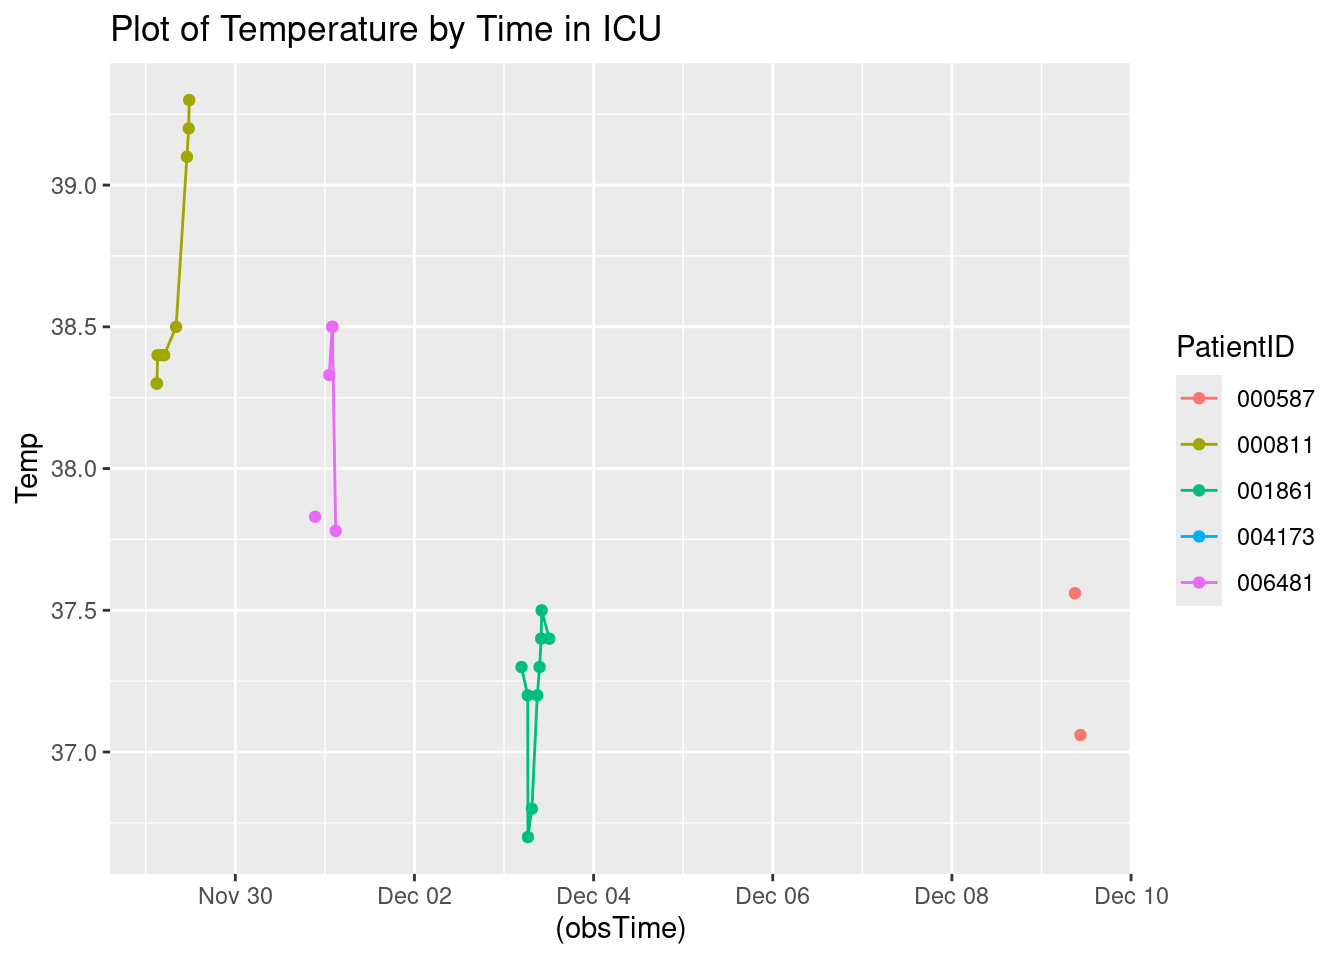 Plot of Temperature by Time in ICU
39.0
38.5
38.0
37.5
37.0
Temp
Nov 30 Dec 02 Dec 04 Dec 06 Dec 08 Dec 10
(obsTime)
PatientID
000587
000811
001861
004173
006481